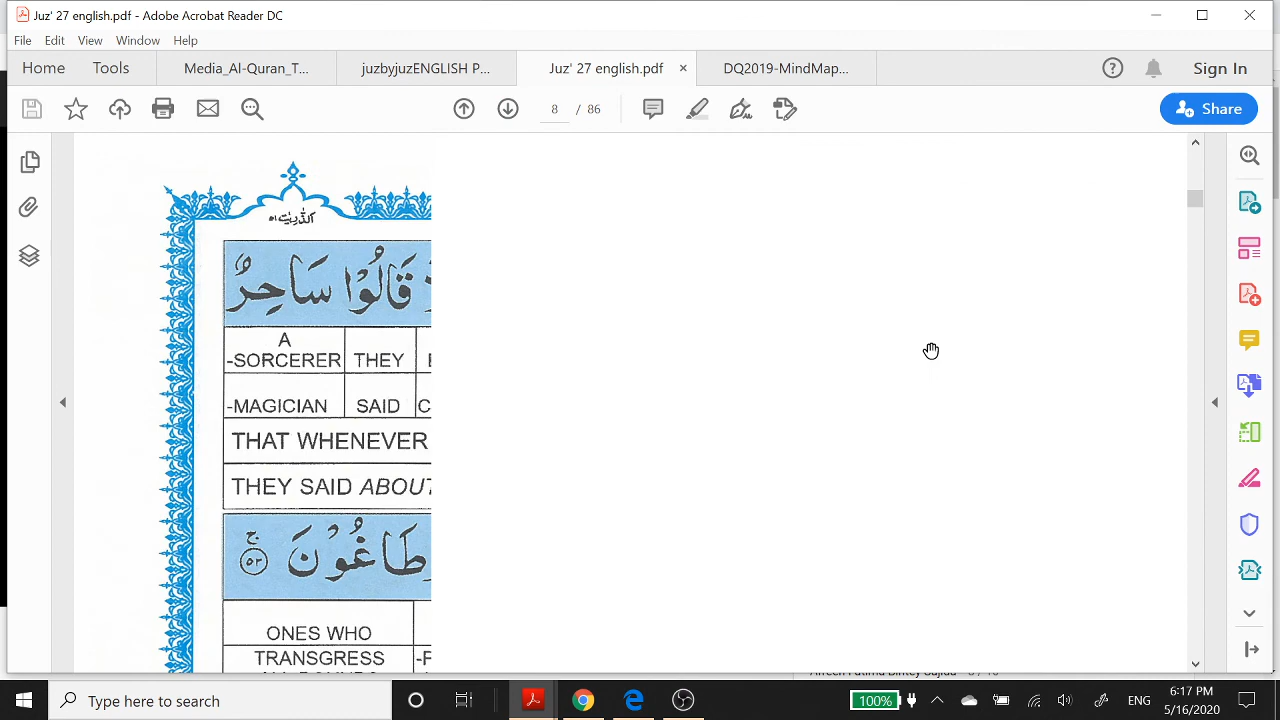 Juz' 27 english.pdf - Adobe Acrobat Reader DC
File Edit View Window Help
Home Tools Media_Al-Quran_T... juzbyjuzENGLISH P... Juz' 27 english.pdf × DQ2019-MindMap... Sign In
8 / 86 Share
الذّٰریٰت ٥١
قَالُوْا سَاحِرٌ
A
-SORCERER THEY
-MAGICIAN SAID
THAT WHENEVER
THEY SAID ABOUT
طَاغُوْنَ ٥٣ ج
ONES WHO
TRANSGRESS
Type here to search
100% ENG 6:17 PM
5/16/2020